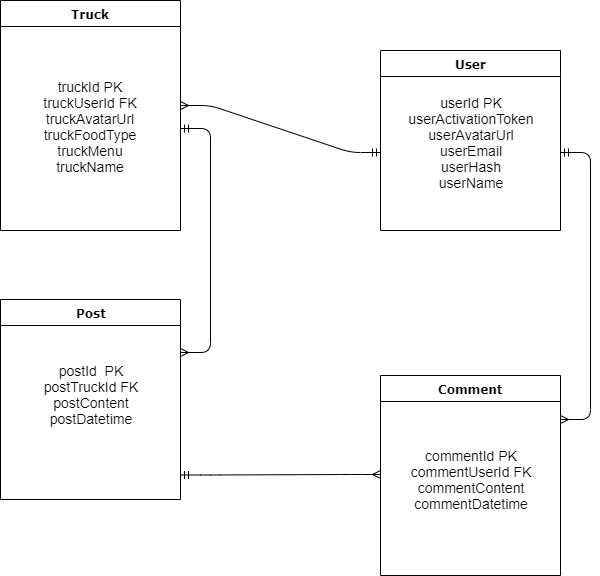 Truck
truckId PK
truckUserId FK
truckAvatarUrl
truckFoodType
truckMenu
truckName
User
userId PK
userActivationToken
userAvatarUrl
userEmail
userHash
userName
Post
postId  PK
postTruckId FK
postContent
postDatetime
Comment
commentId PK
commentUserId FK
commentContent
commentDatetime